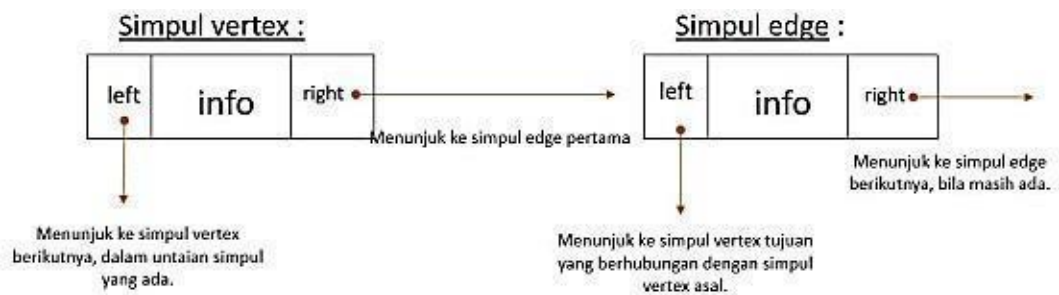 Simpul vertex :
left info right
Menunjuk ke simpul edge pertama
Menunjuk ke simpul vertex
berikutnya, dalam untaian simpul
yang ada.
Simpul edge :
left info right
Menunjuk ke simpul edge
berikutnya, bila masih ada.
Menunjuk ke simpul vertex tujuan
yang berhubungan dengan simpul
vertex asal.